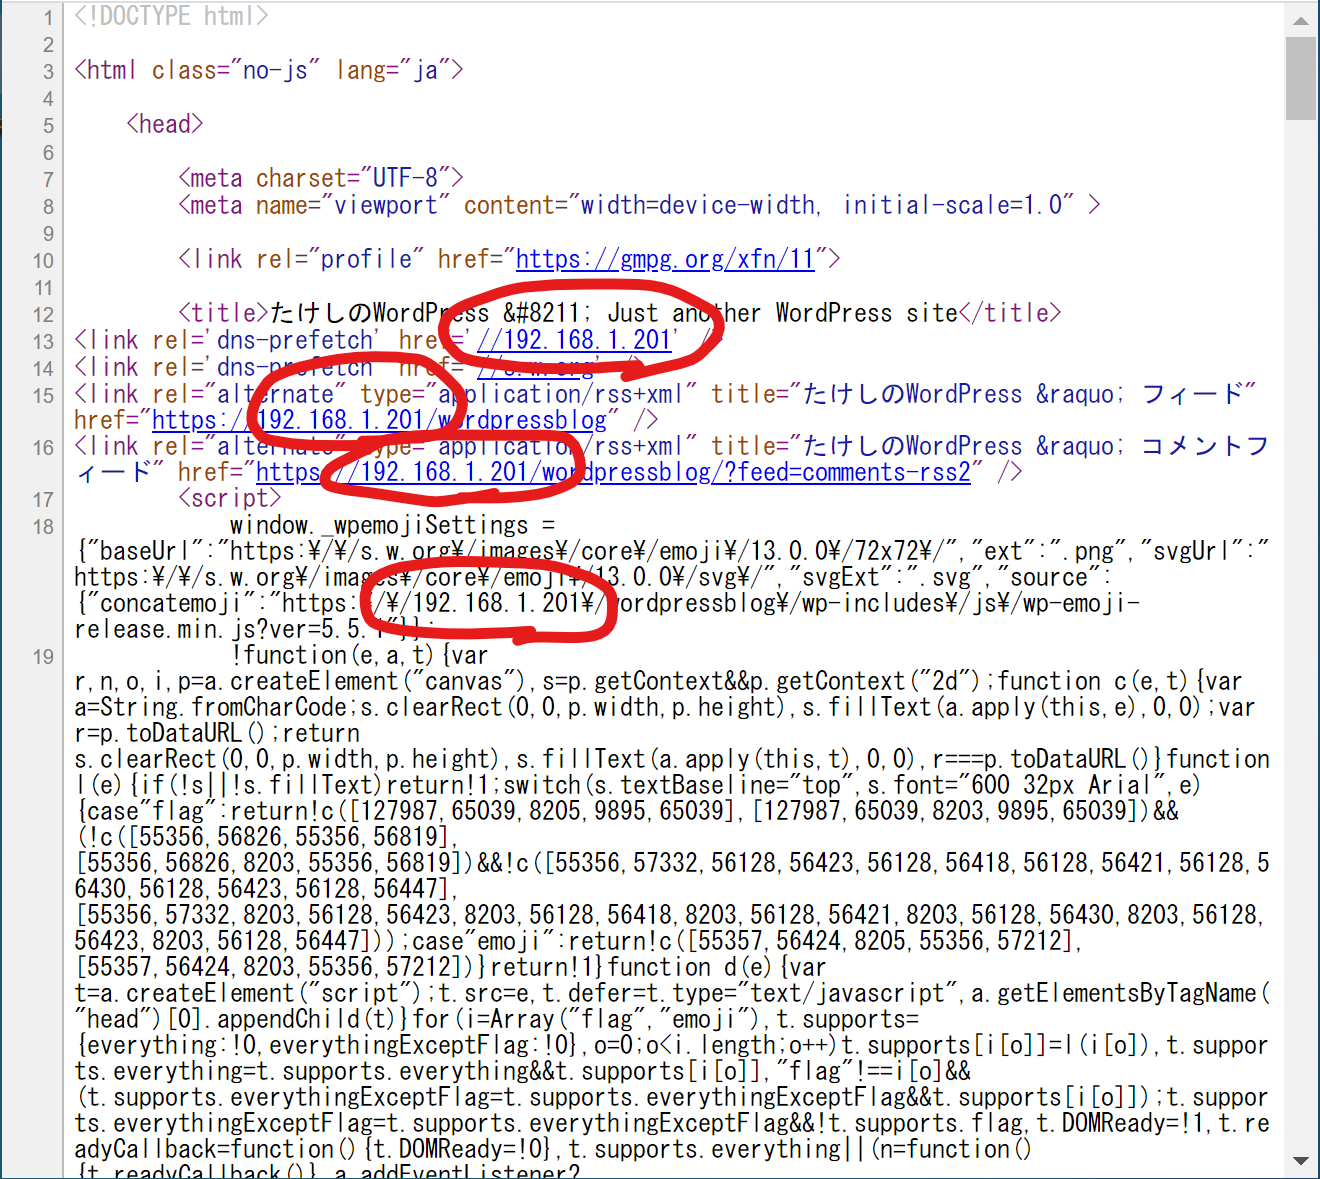 1 <!DOCTYPE html>
2
3 <html class="no-js" lang="ja">
4
5 <head>
6
7 <meta charset="UTF-8">
8 <meta name="viewport" content="width=device-width, initial-scale=1.0" >
9
10 <link rel="profile" href="https://gmpg.org/xfn/11">
11
12 <title>たけしのWordPress &#8211; Just another WordPress site</title>
13 <link rel='dns-prefetch' href='//192.168.1.201' />
14 <link rel='dns-prefetch' href='//s.w.org' />
15 <link rel="alternate" type="application/rss+xml" title="たけしのWordPress &raquo; フィード"
href="https://192.168.1.201/wordpressblog" />
16 <link rel="alternate" type="application/rss+xml" title="たけしのWordPress &raquo; コメントフ
ィード" href="https://192.168.1.201/wordpressblog/?feed=comments-rss2" />
17 <script>
18 window._wpemojiSettings =
{"baseUrl":"https:¥/¥/s.w.org¥/images¥/core¥/emoji¥/13.0.0¥/72x72¥/","ext":".png","svgUrl":"
https:¥/¥/s.w.org¥/images¥/core¥/emoji¥/13.0.0¥/svg¥/","svgExt":".svg","source":
{"concatemoji":"https:¥/¥/192.168.1.201¥/wordpressblog¥/wp-includes¥/js¥/wp-emoji-
release.min.js?ver=5.5.1"}};
19 !function(e,a,t){var
r,n,o,i,p=a.createElement("canvas"),s=p.getContext&&p.getContext("2d");function c(e,t){var
a=String.fromCharCode;s.clearRect(0,0,p.width,p.height),s.fillText(a.apply(this,e),0,0);var
r=p.toDataURL();return
s.clearRect(0,0,p.width,p.height),s.fillText(a.apply(this,t),0,0),r===p.toDataURL()}function
l(e){if(!s||!s.fillText)return!1;switch(s.textBaseline="top",s.font="600 32px Arial",e)
{case"flag":return!c([127987,65039,8205,9895,65039],[127987,65039,8203,9895,65039])&&
(!c([55356,56826,55356,56819],
[55356,56826,8203,55356,56819])&&!c([55356,57332,56128,56423,56128,56418,56128,56421,56128,5
6430,56128,56423,56128,56447],
[55356,57332,8203,56128,56423,8203,56128,56418,8203,56128,56421,8203,56128,56430,8203,56128,
56423,8203,56128,56447]));case"emoji":return!c([55357,56424,8205,55356,57212],
[55357,56424,8203,55356,57212])}return!1}function d(e){var
t=a.createElement("script");t.src=e,t.defer=t.type="text/javascript",a.getElementsByTagName(
"head")[0].appendChild(t)}for(i=Array("flag","emoji"),t.supports=
{everything:!0,everythingExceptFlag:!0},o=0;o<i.length;o++)t.supports[i[o]]=l(i[o]),t.suppor
ts.everything=t.supports.everything&&t.supports[i[o]],"flag"!==i[o]&&
(t.supports.everythingExceptFlag=t.supports.everythingExceptFlag&&t.supports[i[o]]);t.suppor
ts.everythingExceptFlag=t.supports.everythingExceptFlag&&!t.supports.flag,t.DOMReady=!1,t.re
adyCallback=function(){t.DOMReady=!0},t.supports.everything||(n=function()
{t.readyCallback()},a.addEventListener?